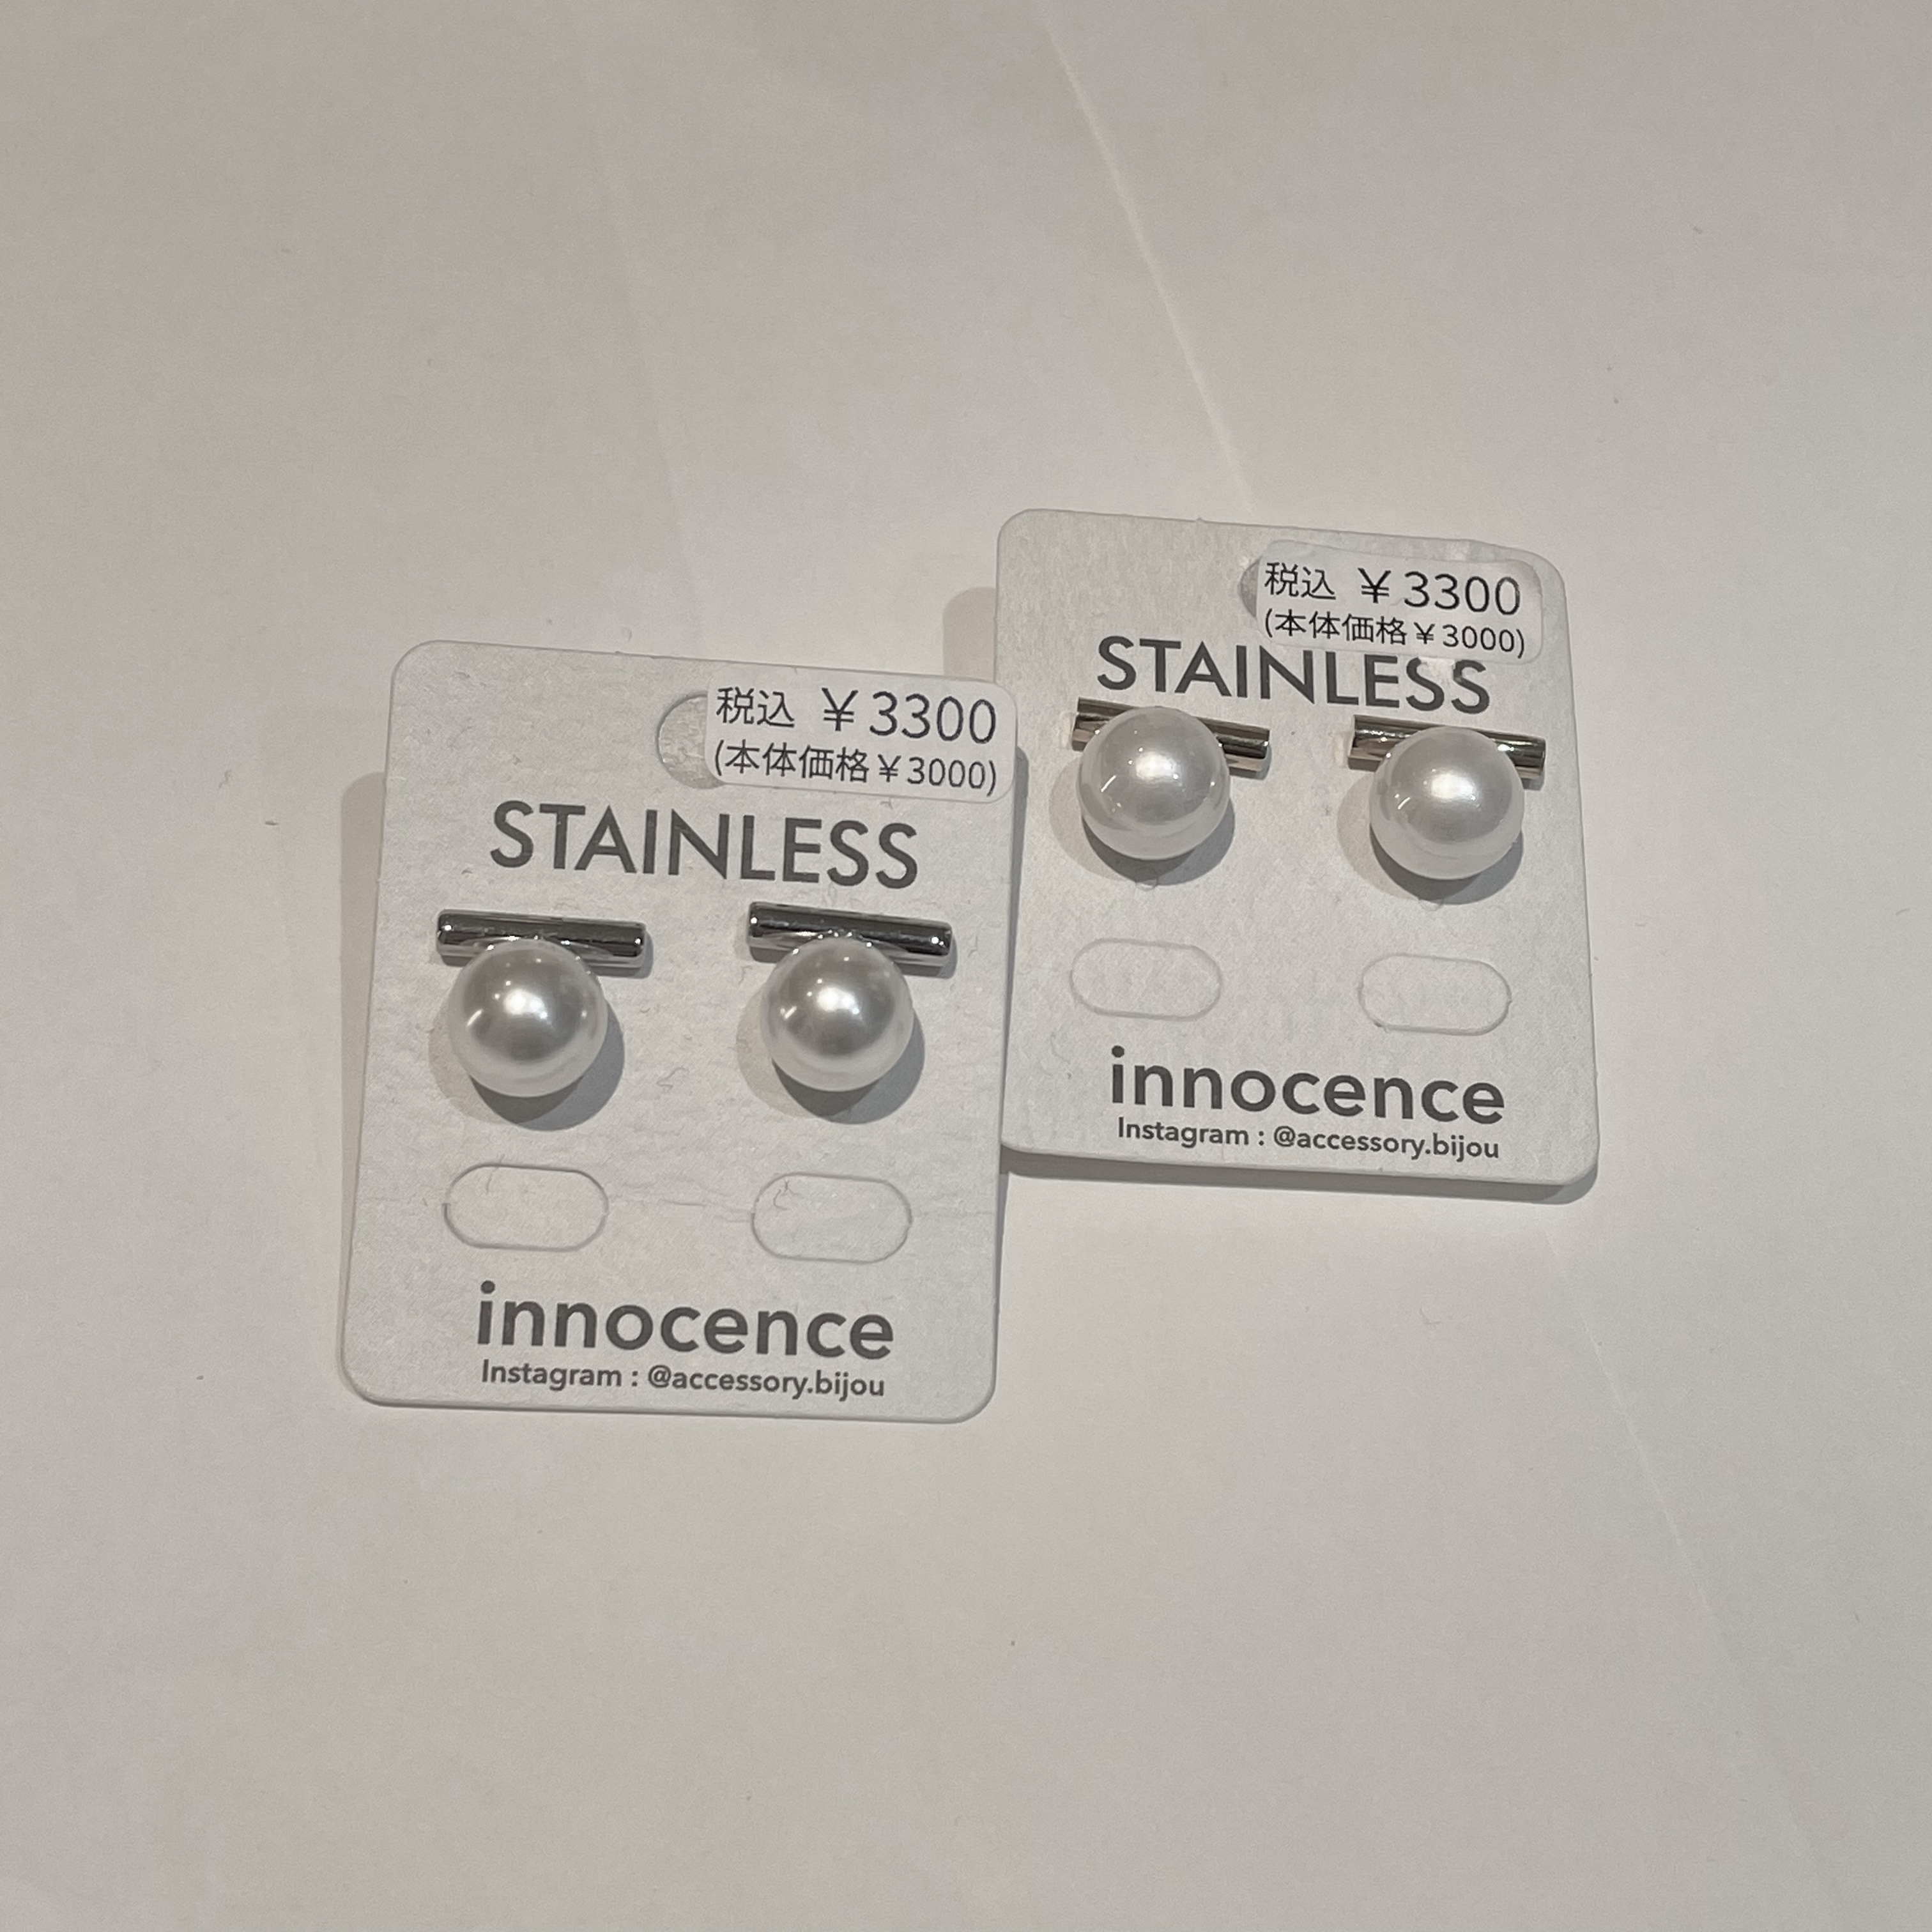 税込 ￥3300
(本体価格￥3000)
STAINLESS
innocence
Instagram : @accessory.bijou
税込 ￥3300
(本体価格￥3000)
STAINLESS
innocence
Instagram : @accessory.bijou